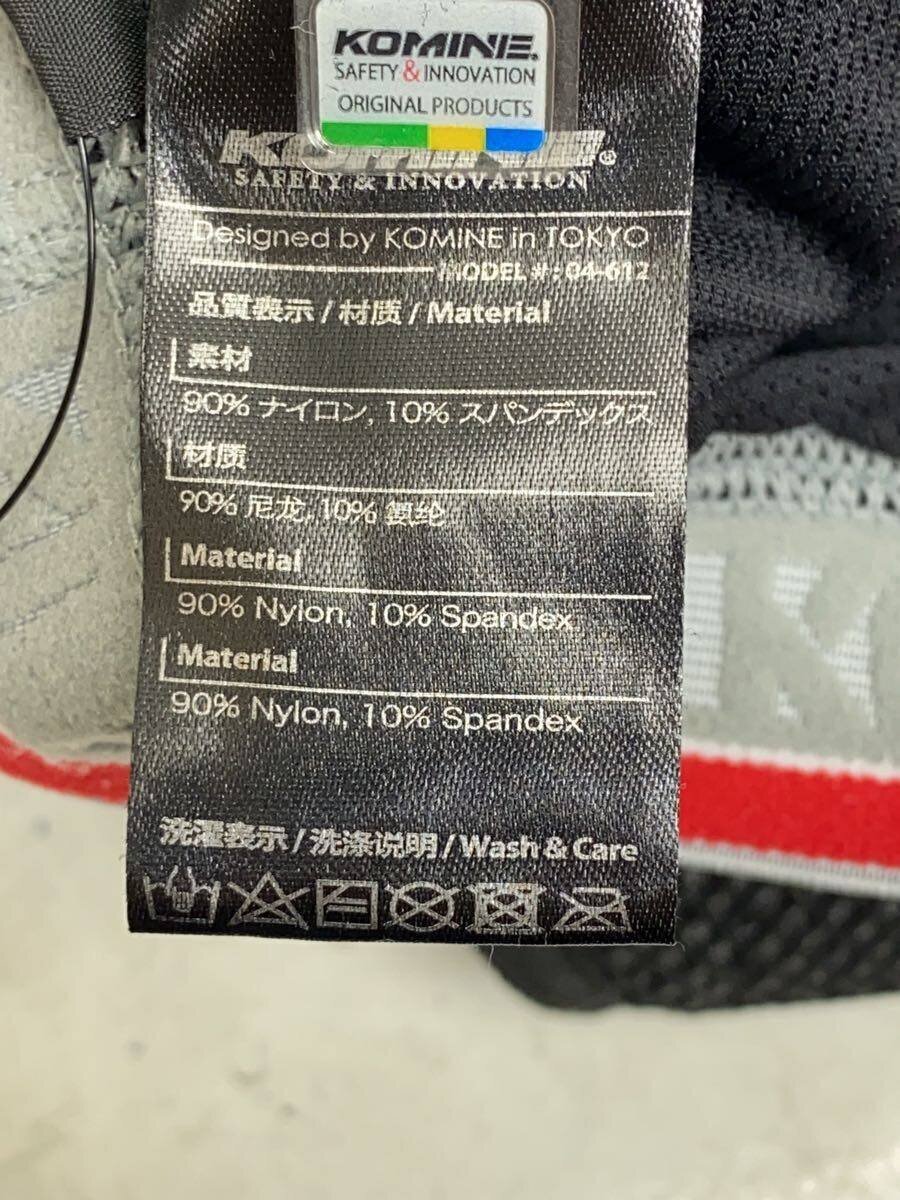 KOMINE
SAFETY & INNOVATION
ORIGINAL PRODUCTS
KOMINE®
SAFETY & INNOVATION
Designed by KOMINE in TOKYO
MODEL # : 04-612
品質表示 / 材质 / Material
素材
90% ナイロン, 10% スパンデックス
材质
90% 尼龙, 10% 氨纶
Material
90% Nylon, 10% Spandex
Material
90% Nylon, 10% Spandex
洗濯表示 / 洗涤说明 / Wash & Care